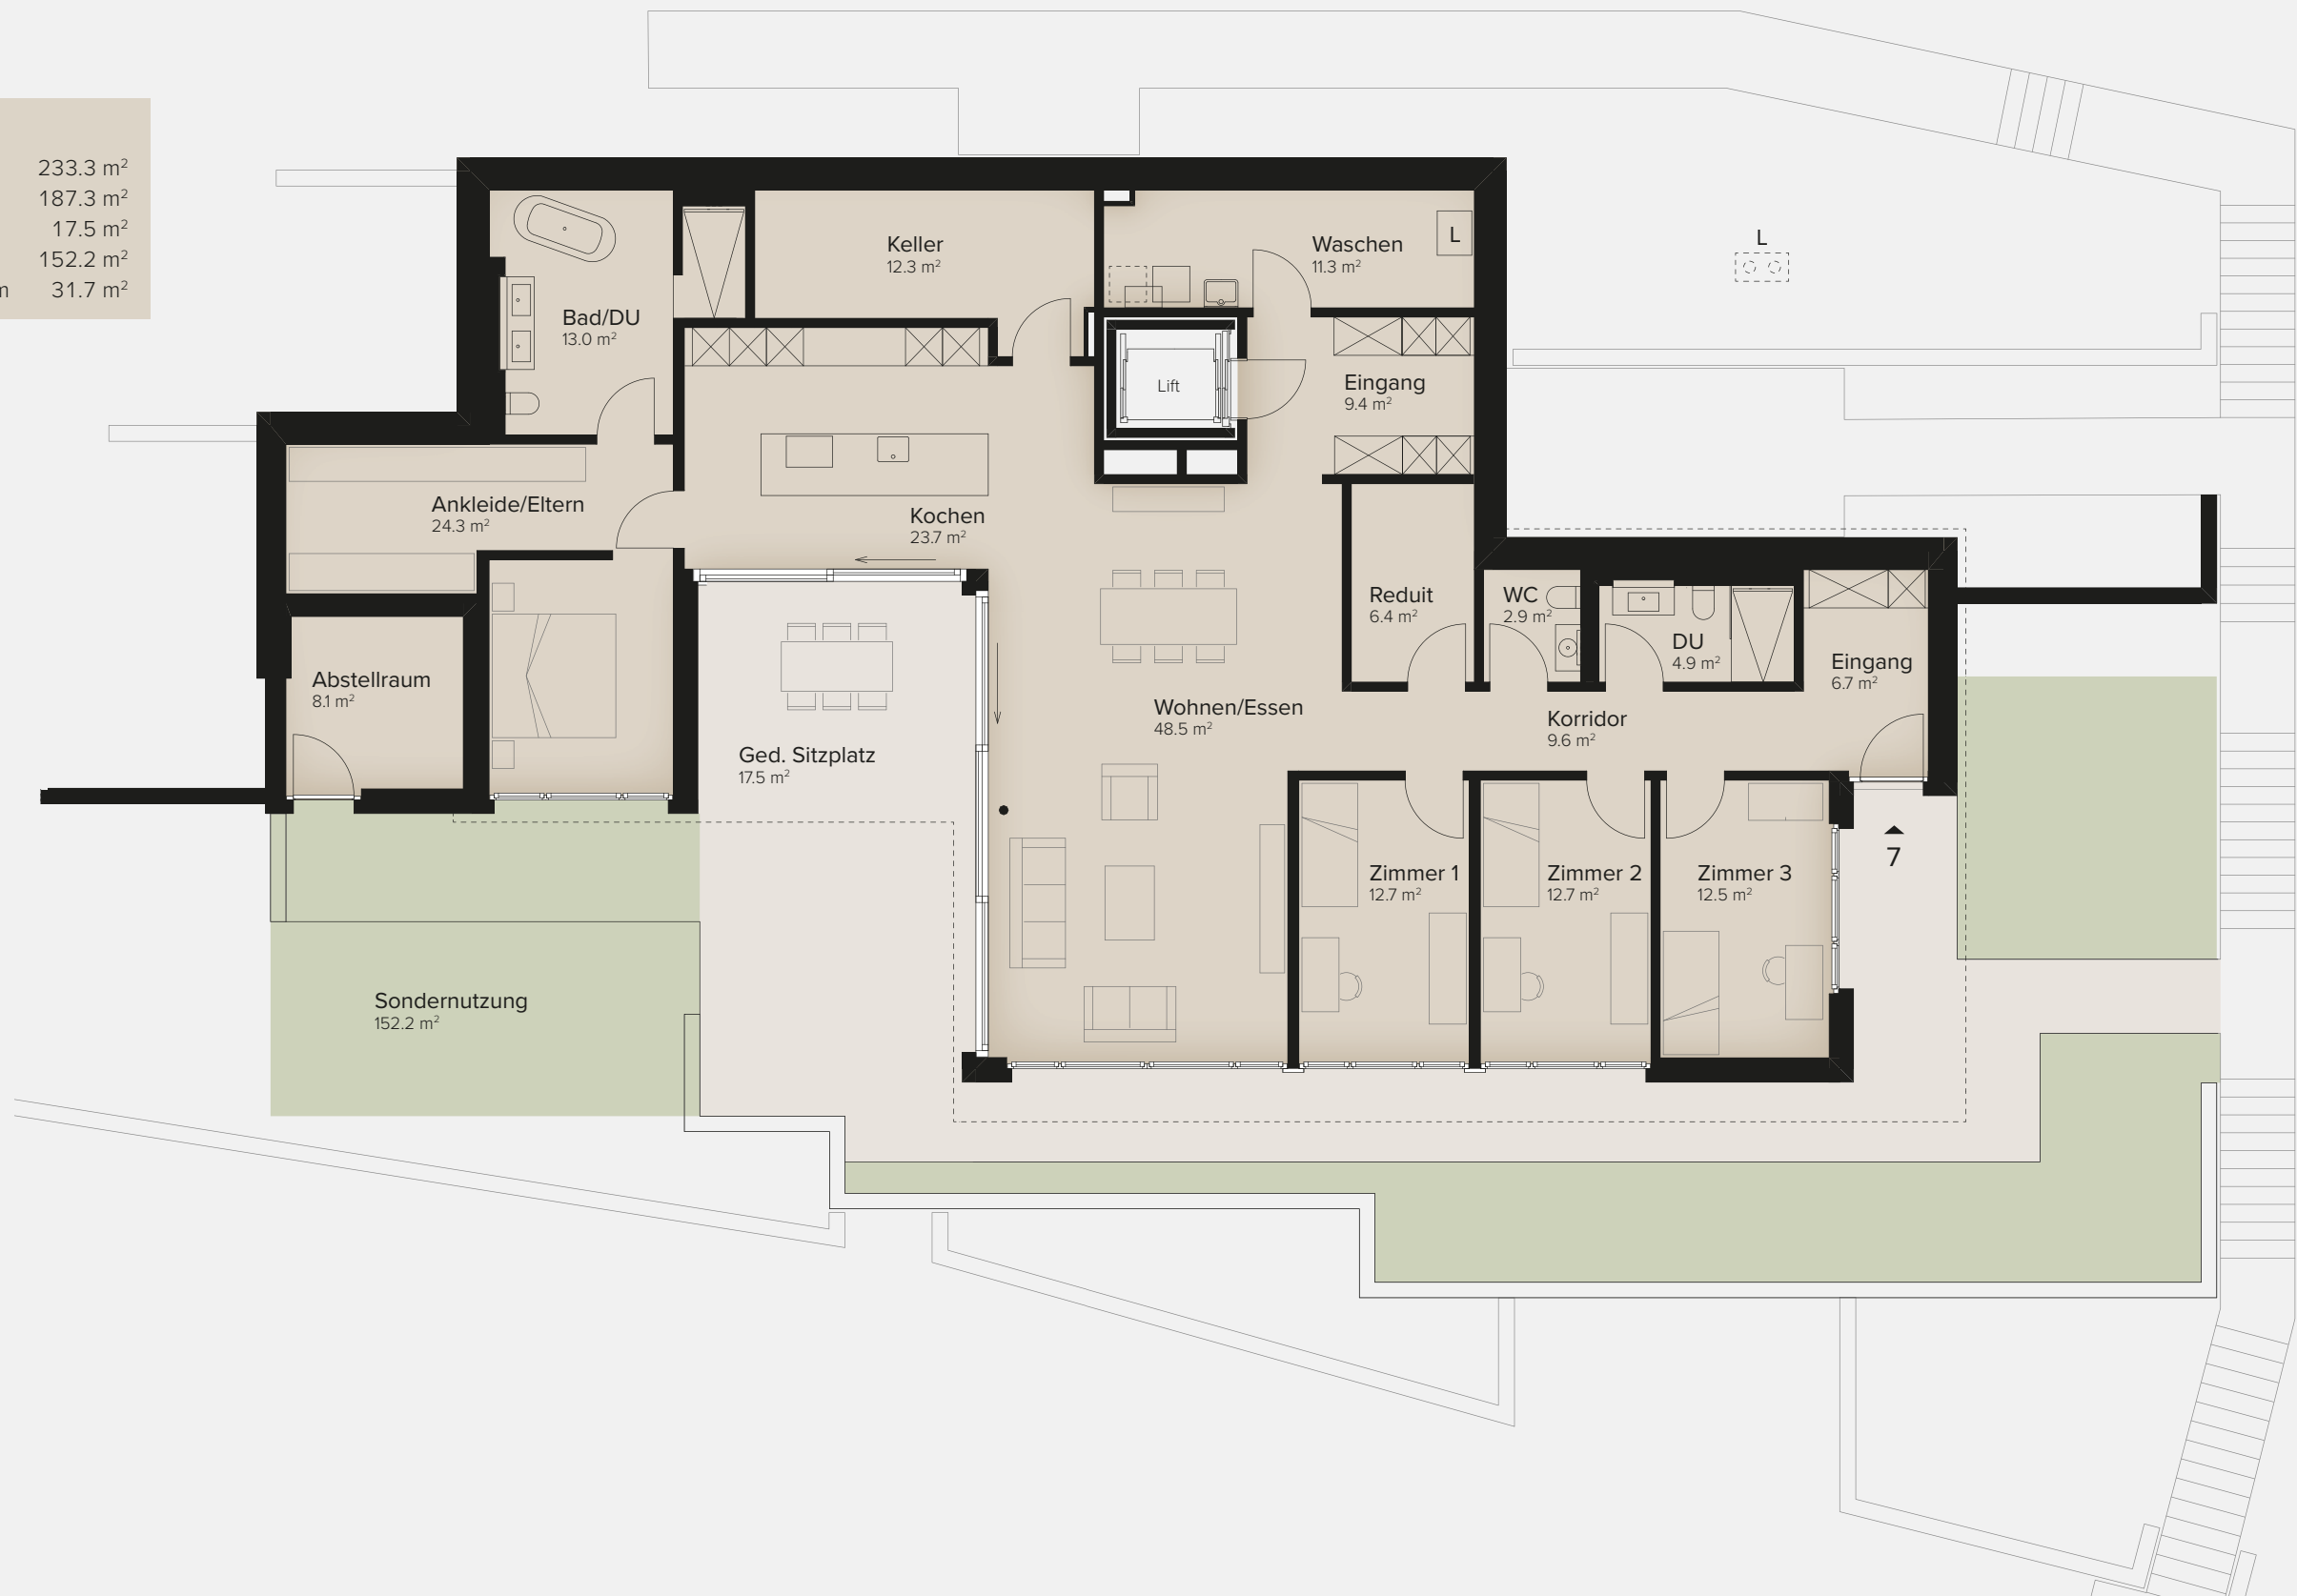 233.3 m²
187.3 m²
17.5 m²
152.2 m²
m 31.7 m²
Keller
12.3 m²
Waschen
11.3 m²
L
L
Bad/DU
13.0 m²
Lift
Eingang
9.4 m²
Ankleide/Eltern
24.3 m²
Kochen
23.7 m²
Reduit
6.4 m²
WC
2.9 m²
DU
4.9 m²
Eingang
6.7 m²
Abstellraum
8.1 m²
Wohnen/Essen
48.5 m²
Korridor
9.6 m²
Ged. Sitzplatz
17.5 m²
7
Zimmer 1
12.7 m²
Zimmer 2
12.7 m²
Zimmer 3
12.5 m²
Sondernutzung
152.2 m²